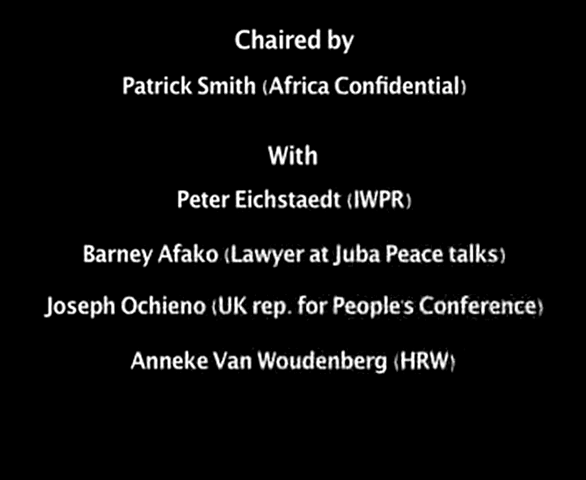 Chaired by
Patrick Smith (Africa Confidential)
With
Peter Eichstaedt (IWPR)
Barney Afako (Lawyer at Juba Peace talks)
Joseph Ochieno (UK rep. for People's Conference)
Anneke Van Woudenberg (HRW)